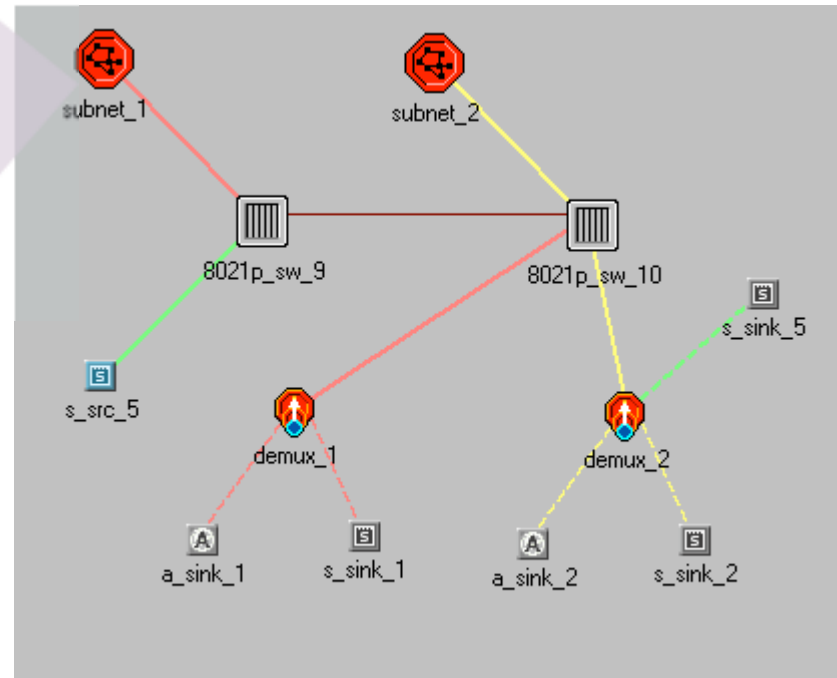 subnet_1
subnet_2
8021p_sw_9
8021p_sw_10
S
s_sink_5
S
s_src_5
demux_1
demux_2
A
S
A
S
a_sink_1
s_sink_1
a_sink_2
s_sink_2